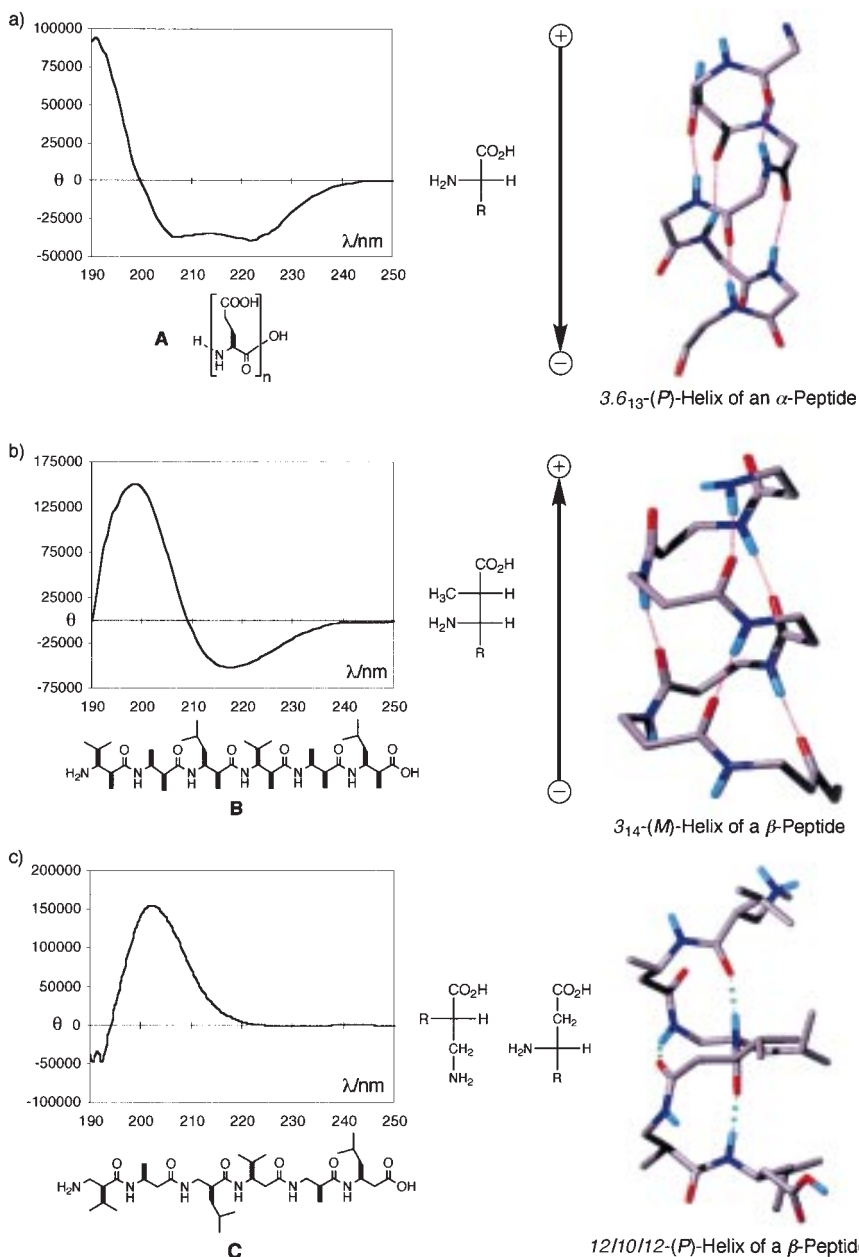 a)
100000
75000
50000
25000
θ 0
-25000
-50000
λ/nm
190 200 210 220 230 240 250
A
COOH
H
N
H
O
OH
n
CO₂H
H₂N
H
R
+
−
3.6₁₃-(P)-Helix of an α-Peptide
b)
175000
125000
75000
25000
θ
-25000
-75000
λ/nm
190 200 210 220 230 240 250
H₂N
O
N
H
O
N
H
O
N
H
O
N
H
O
N
H
O
OH
B
CO₂H
H₃C
H
H₂N
H
R
+
−
3₁₄-(M)-Helix of a β-Peptide
c)
200000
150000
100000
50000
θ 0
-50000
-100000
λ/nm
190 200 210 220 230 240 250
H₂N
O
N
H
O
N
H
O
N
H
O
N
H
O
N
H
O
OH
C
CO₂H
R
H
CH₂
NH₂
CO₂H
CH₂
H₂N
H
R
12/10/12-(P)-Helix of a β-Peptid